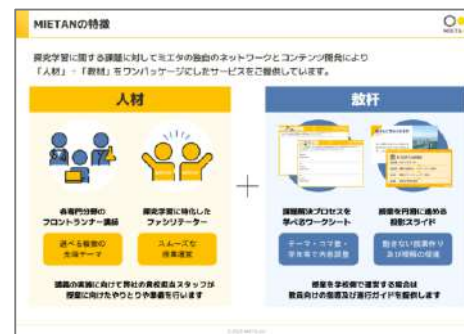 MIETANの特徴
MIETA
探究学習に関する課題に対してミエタの独自のネットワークとコンテンツ開発により
「人材」+「教材」をワンパッケージにしたサービスをご提供しています。
人材
教材
各専門分野の
フロントランナー講師
探究学習に特化した
ファシリテーター
選べる複数の
生徒テーマ
スムーズな
授業運営
講義の実施に向けて弊社の責任担当スタッフが
授業に向けたやりとりや準備を行います
+
課題解決プロセスを
学べるワークシート
授業を円滑に進める
投影スライド
テーマ・コマ数・
学年等で内容調整
飽きない授業作り
及び理解の促進
授業を学校側で運営する場合は
教員向けの指導及び進行ガイドを提供します